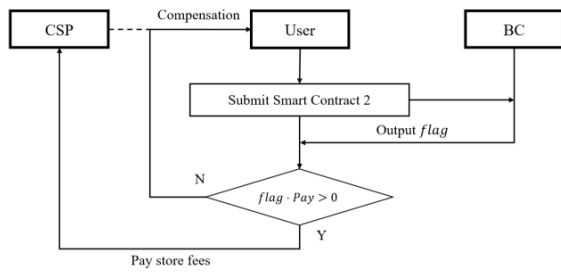 Compensation
CSP
User
BC
Submit Smart Contract 2
Output flag
N
flag · Pay > 0
Y
Pay store fees